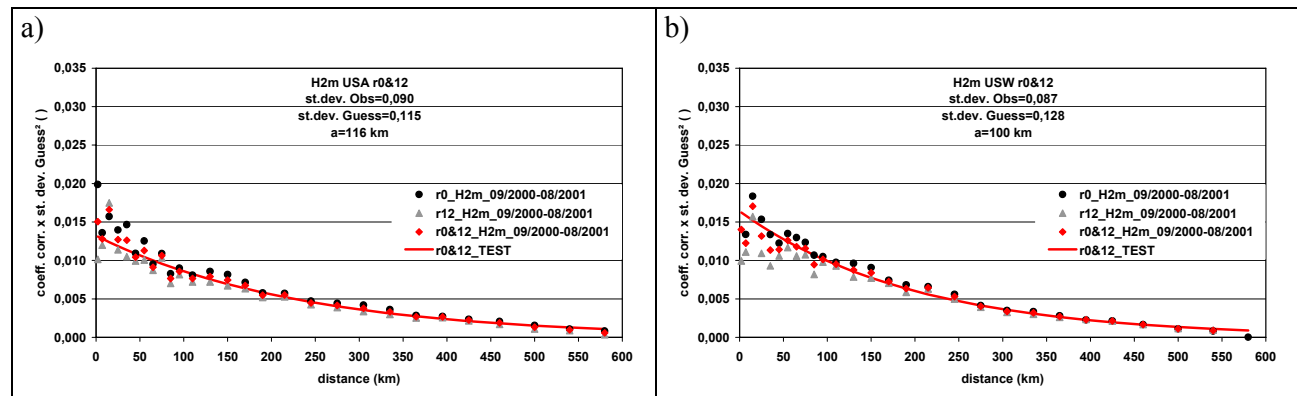 a)
H2m USA r0&12
st.dev. Obs=0,090
st.dev. Guess=0,115
a=116 km
coeff. corr. x st. dev. Guess² ( )
0,035
0,030
0,025
0,020
0,015
0,010
0,005
0,000
r0_H2m_09/2000-08/2001
r12_H2m_09/2000-08/2001
r0&12_H2m_09/2000-08/2001
r0&12_TEST
0 50 100 150 200 250 300 350 400 450 500 550 600
distance (km)
b)
H2m USW r0&12
st.dev. Obs=0,087
st.dev. Guess=0,128
a=100 km
coeff. corr. x st. dev. Guess² ( )
0,035
0,030
0,025
0,020
0,015
0,010
0,005
0,000
r0_H2m_09/2000-08/2001
r12_H2m_09/2000-08/2001
r0&12_H2m_09/2000-08/2001
r0&12_TEST
0 50 100 150 200 250 300 350 400 450 500 550 600
distance (km)